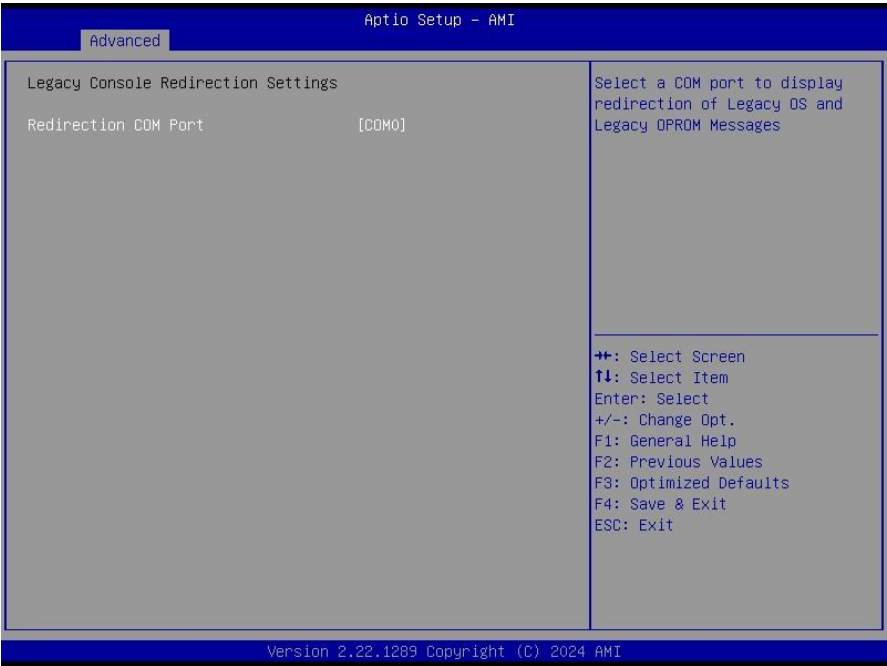 Aptio Setup - AMI
Advanced
Legacy Console Redirection Settings
Redirection COM Port [COM0]
Select a COM port to display
redirection of Legacy OS and
Legacy OPROM Messages
→←: Select Screen
↑↓: Select Item
Enter: Select
+/-: Change Opt.
F1: General Help
F2: Previous Values
F3: Optimized Defaults
F4: Save & Exit
ESC: Exit
Version 2.22.1289 Copyright (C) 2024 AMI